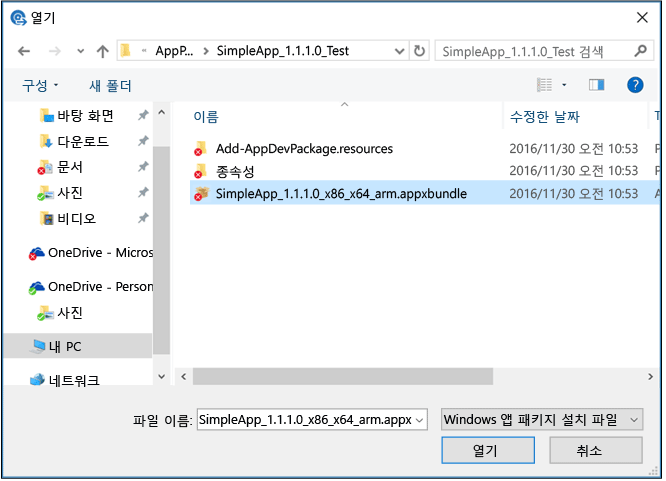 열기
« AppP... > SimpleApp_1.1.1.0_Test
SimpleApp_1.1.1.0_Test 검색
구성
새 폴더
바탕 화면
다운로드
문서
사진
비디오
OneDrive - Micros
OneDrive - Person
사진
내 PC
네트워크
이름 수정한 날짜
Add-AppDevPackage.resources 2016/11/30 오전 10:53
종속성 2016/11/30 오전 10:53
SimpleApp_1.1.1.0_x86_x64_arm.appxbundle 2016/11/30 오전 10:53
파일 이름: SimpleApp_1.1.1.0_x86_x64_arm.appx Windows 앱 패키지 설치 파일
열기 취소